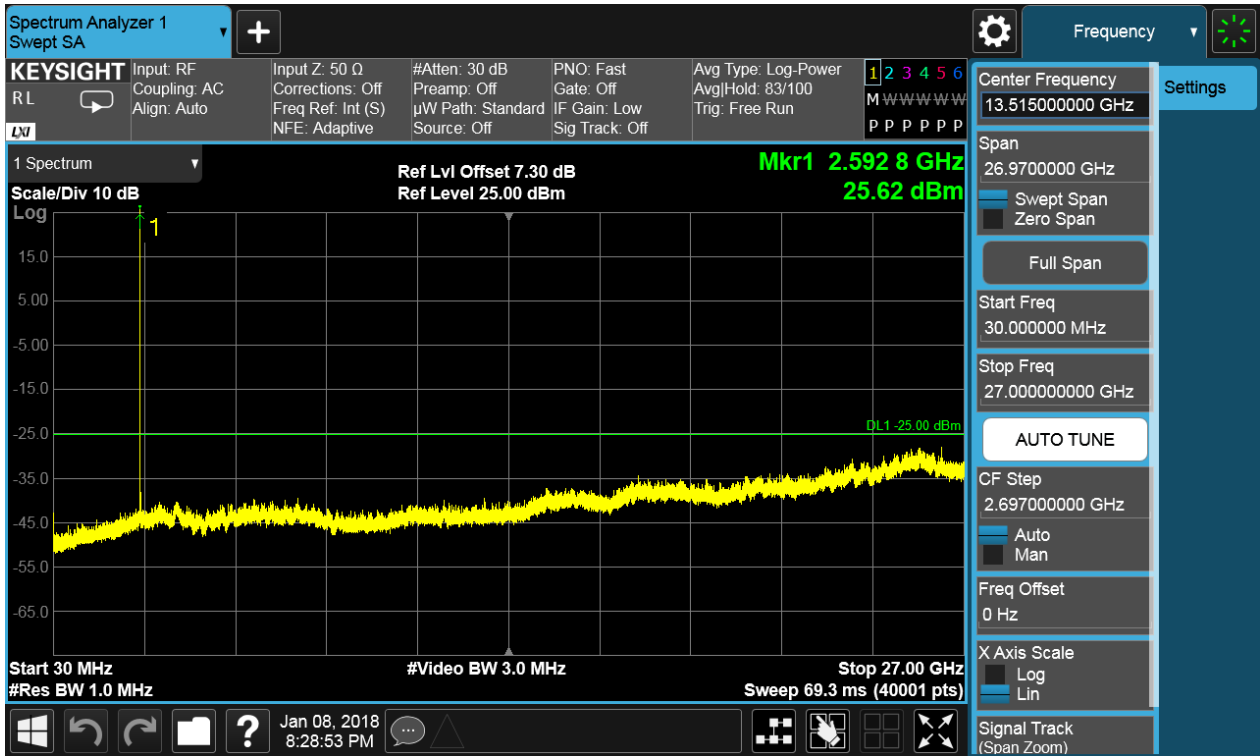 Spectrum Analyzer 1
Swept SA
Frequency
KEYSIGHT
RL
LXI
Input: RF
Coupling: AC
Align: Auto
Input Z: 50 Ω
Corrections: Off
Freq Ref: Int (S)
NFE: Adaptive
#Atten: 30 dB
Preamp: Off
µW Path: Standard
Source: Off
PNO: Fast
Gate: Off
IF Gain: Low
Sig Track: Off
Avg Type: Log-Power
Avg|Hold: 83/100
Trig: Free Run
1 2 3 4 5 6
M W W W W W
P P P P P P
1 Spectrum
Scale/Div 10 dB
Ref Lvl Offset 7.30 dB
Ref Level 25.00 dBm
Mkr1 2.592 8 GHz
25.62 dBm
Log
1
15.0
5.00
-5.00
-15.0
-25.0
DL1 -25.00 dBm
-35.0
-45.0
-55.0
-65.0
Start 30 MHz
#Video BW 3.0 MHz
Stop 27.00 GHz
#Res BW 1.0 MHz
Sweep 69.3 ms (40001 pts)
?
Jan 08, 2018
8:28:53 PM
Center Frequency
13.515000000 GHz
Settings
Span
26.9700000 GHz
Swept Span
Zero Span
Full Span
Start Freq
30.000000 MHz
Stop Freq
27.000000000 GHz
AUTO TUNE
CF Step
2.697000000 GHz
Auto
Man
Freq Offset
0 Hz
X Axis Scale
Log
Lin
Signal Track
(Span Zoom)